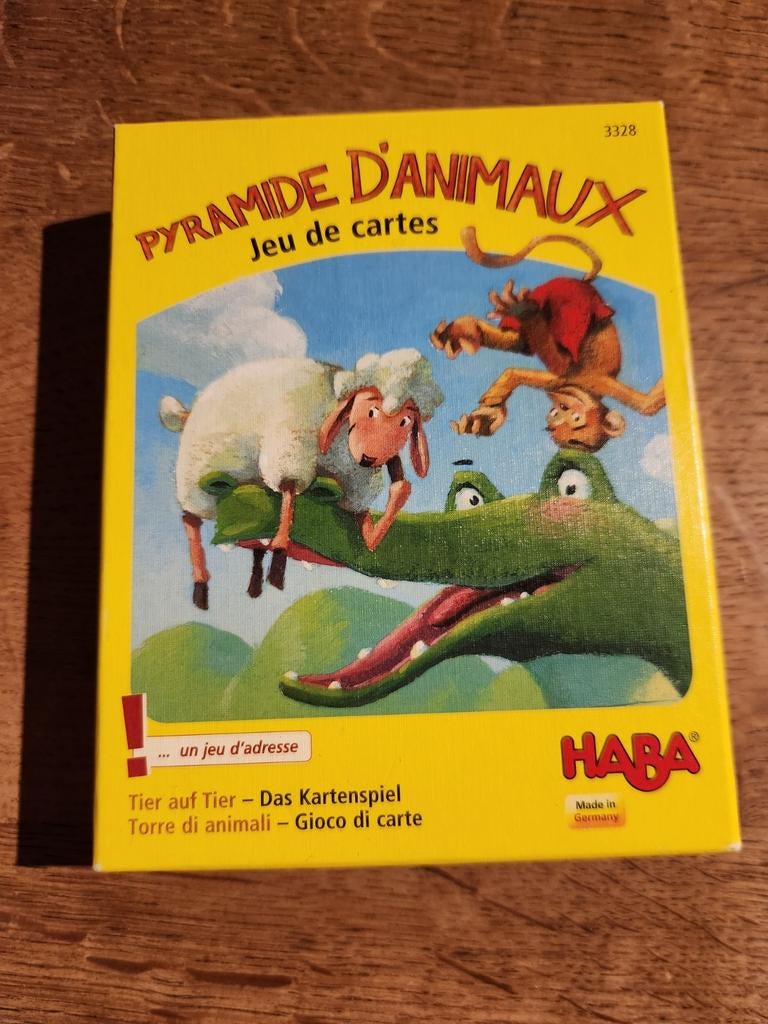 3328
PYRAMIDE D'ANIMAUX
Jeu de cartes
... un jeu d'adresse
HABA®
Tier auf Tier – Das Kartenspiel
Torre di animali – Gioco di carte
Made in
Germany